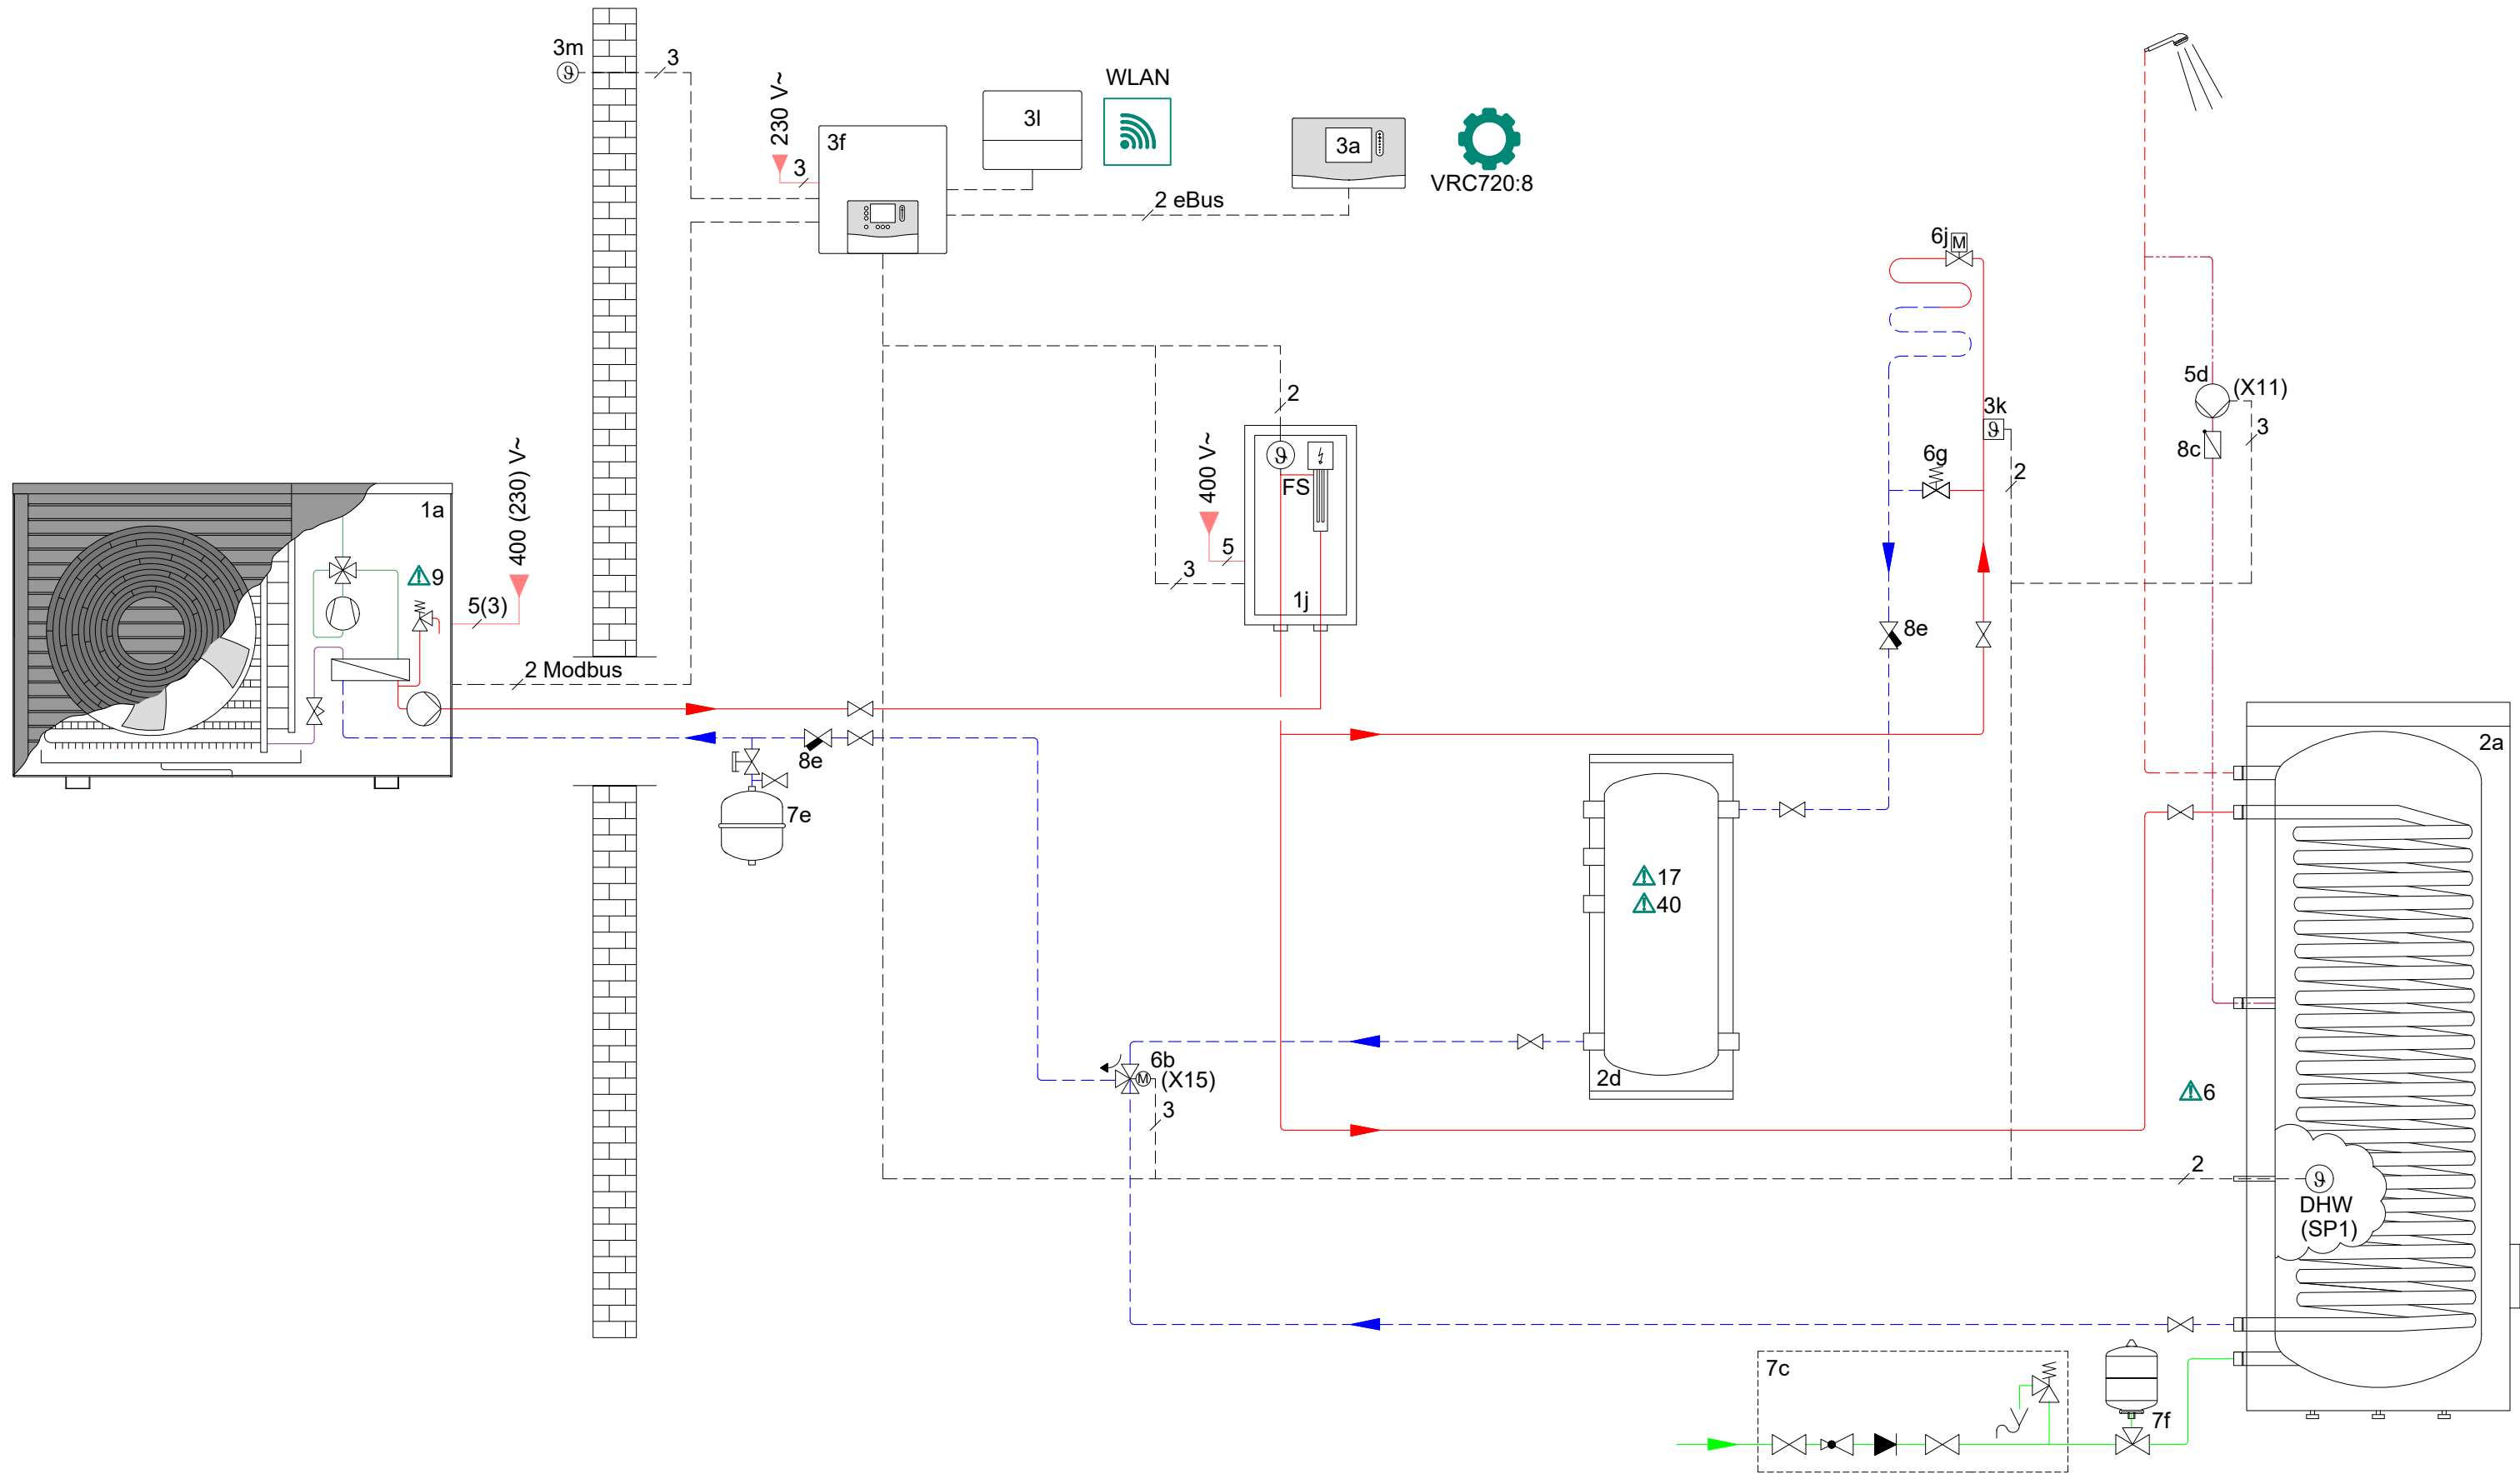 3m
3
230 V~
3
3f
3l
WLAN
3a
VRC720:8
2 eBus
6j
M
5d
(X11)
3
8c
3k
ϑ
2
6g
8e
2
ϑ
FS
400 V~
5
3
1j
1a
9
400 (230) V~
5(3)
2 Modbus
8e
7e
17
40
2d
2a
6b
M
(X15)
3
6
2
ϑ
DHW
(SP1)
7c
7f
ϑ